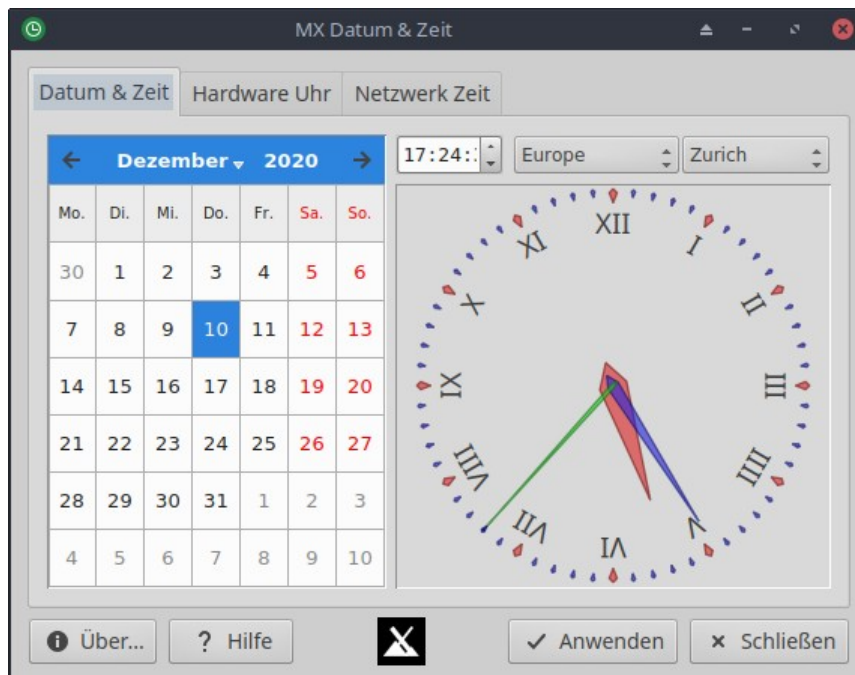 MX Datum & Zeit
Datum & Zeit Hardware Uhr Netzwerk Zeit
Dezember 2020 17:24: Europe Zurich
Mo. Di. Mi. Do. Fr. Sa. So.
30 1 2 3 4 5 6
7 8 9 10 11 12 13
14 15 16 17 18 19 20
21 22 23 24 25 26 27
28 29 30 31 1 2 3
4 5 6 7 8 9 10
XII
I
II
III
IIII
V
VI
VII
VIII
IX
X
XI
Über... Hilfe Anwenden Schließen